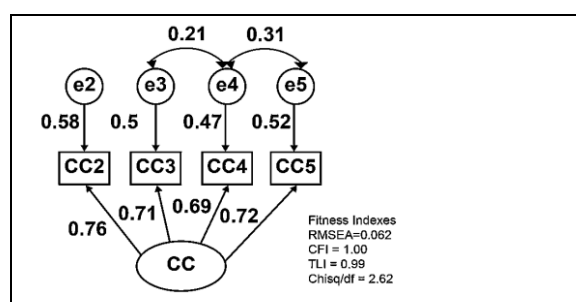 0.21 0.31
e2 e3 e4 e5
0.58 0.5 0.47 0.52
CC2 CC3 CC4 CC5
0.76 0.71 0.69 0.72
CC
Fitness Indexes
RMSEA=0.062
CFI = 1.00
TLI = 0.99
Chisq/df = 2.62